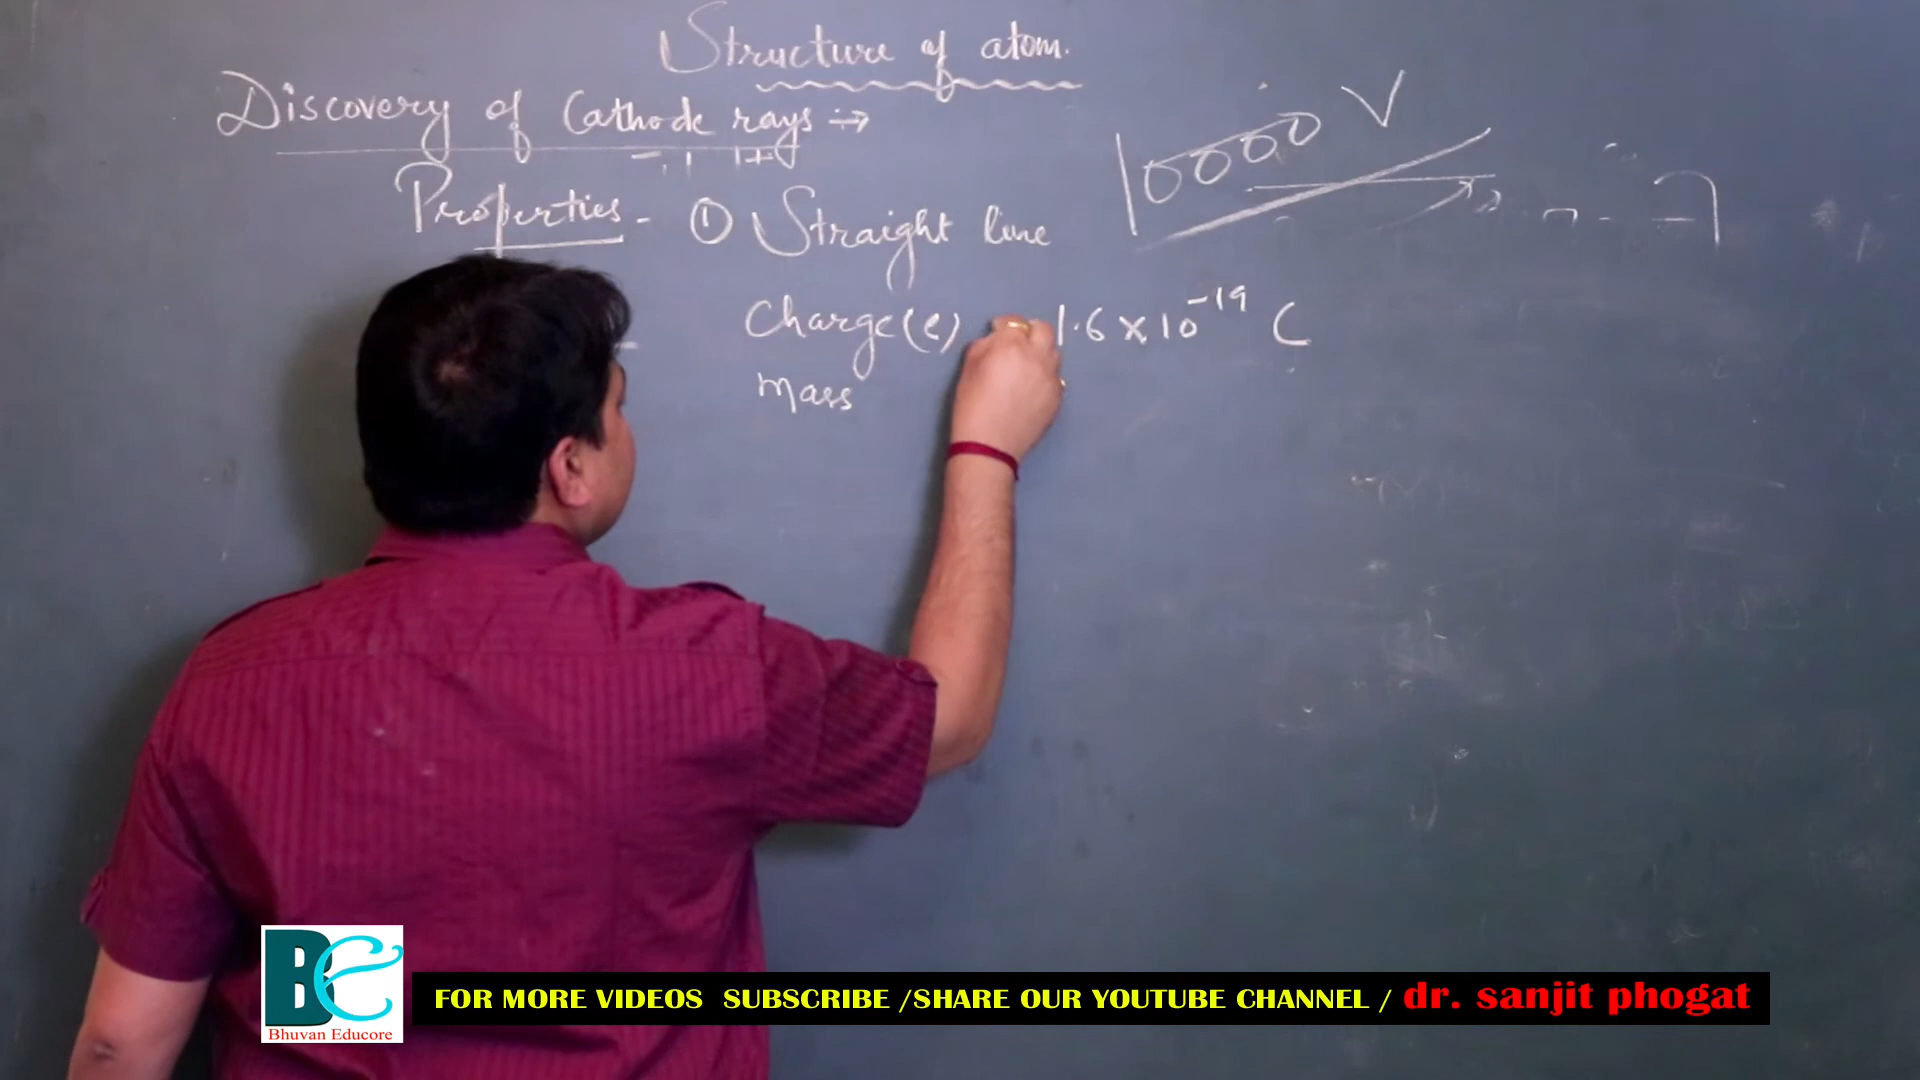 Structure of atom.
Discovery of Cathode rays ⇒
10000 V
Properties - ① Straight line
Charge(e) 1.6 × 10⁻¹⁹ C
Mass
BE
Bhuvan Educore
FOR MORE VIDEOS SUBSCRIBE /SHARE OUR YOUTUBE CHANNEL / dr. sanjit phogat